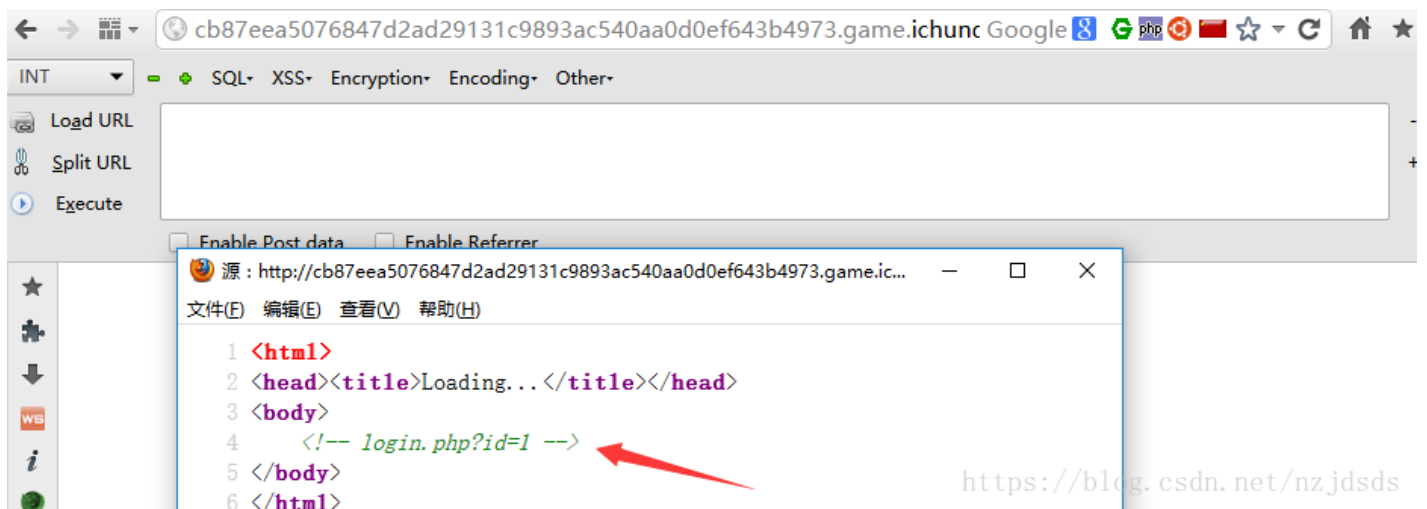 cb87eea5076847d2ad29131c9893ac540aa0d0ef643b4973.game.ichunc Google 8 G php
INT SQL XSS Encryption Encoding Other
Load URL
Split URL
Execute
Enable Post data Enable Referrer
源 : http://cb87eea5076847d2ad29131c9893ac540aa0d0ef643b4973.game.ic...
文件(F) 编辑(E) 查看(V) 帮助(H)
1 <html>
2 <head><title>Loading...</title></head>
3 <body>
4 <!-- login.php?id=1 -->
5 </body>
6 </html>
WS
i
https://blog.csdn.net/nzjdsds